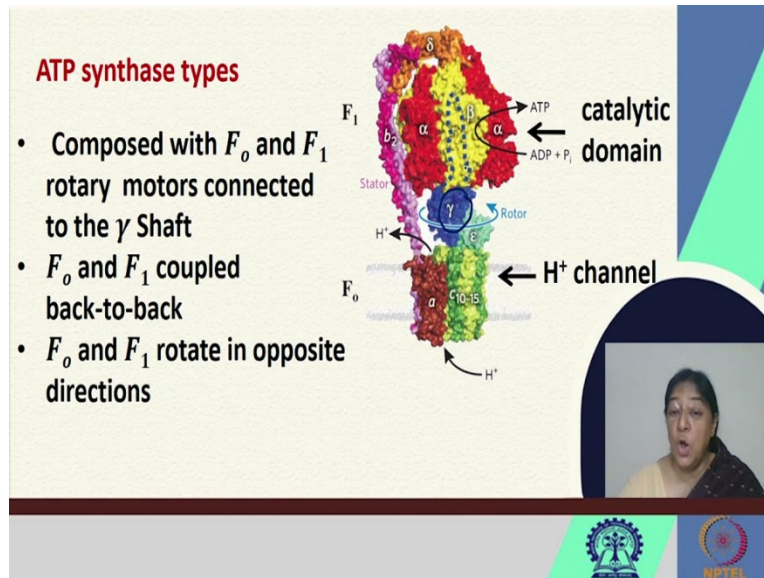 ATP synthase types
• Composed with F₀ and F₁
rotary motors connected
to the γ Shaft
• F₀ and F₁ coupled
back-to-back
• F₀ and F₁ rotate in opposite
directions
δ
F₁
b₂
α
β
α
ATP
ADP + Pᵢ
catalytic
domain
Stator
γ
Rotor
ε
H⁺
H⁺ channel
F₀
a
c₁₀₋₁₅
H⁺
NPTEL